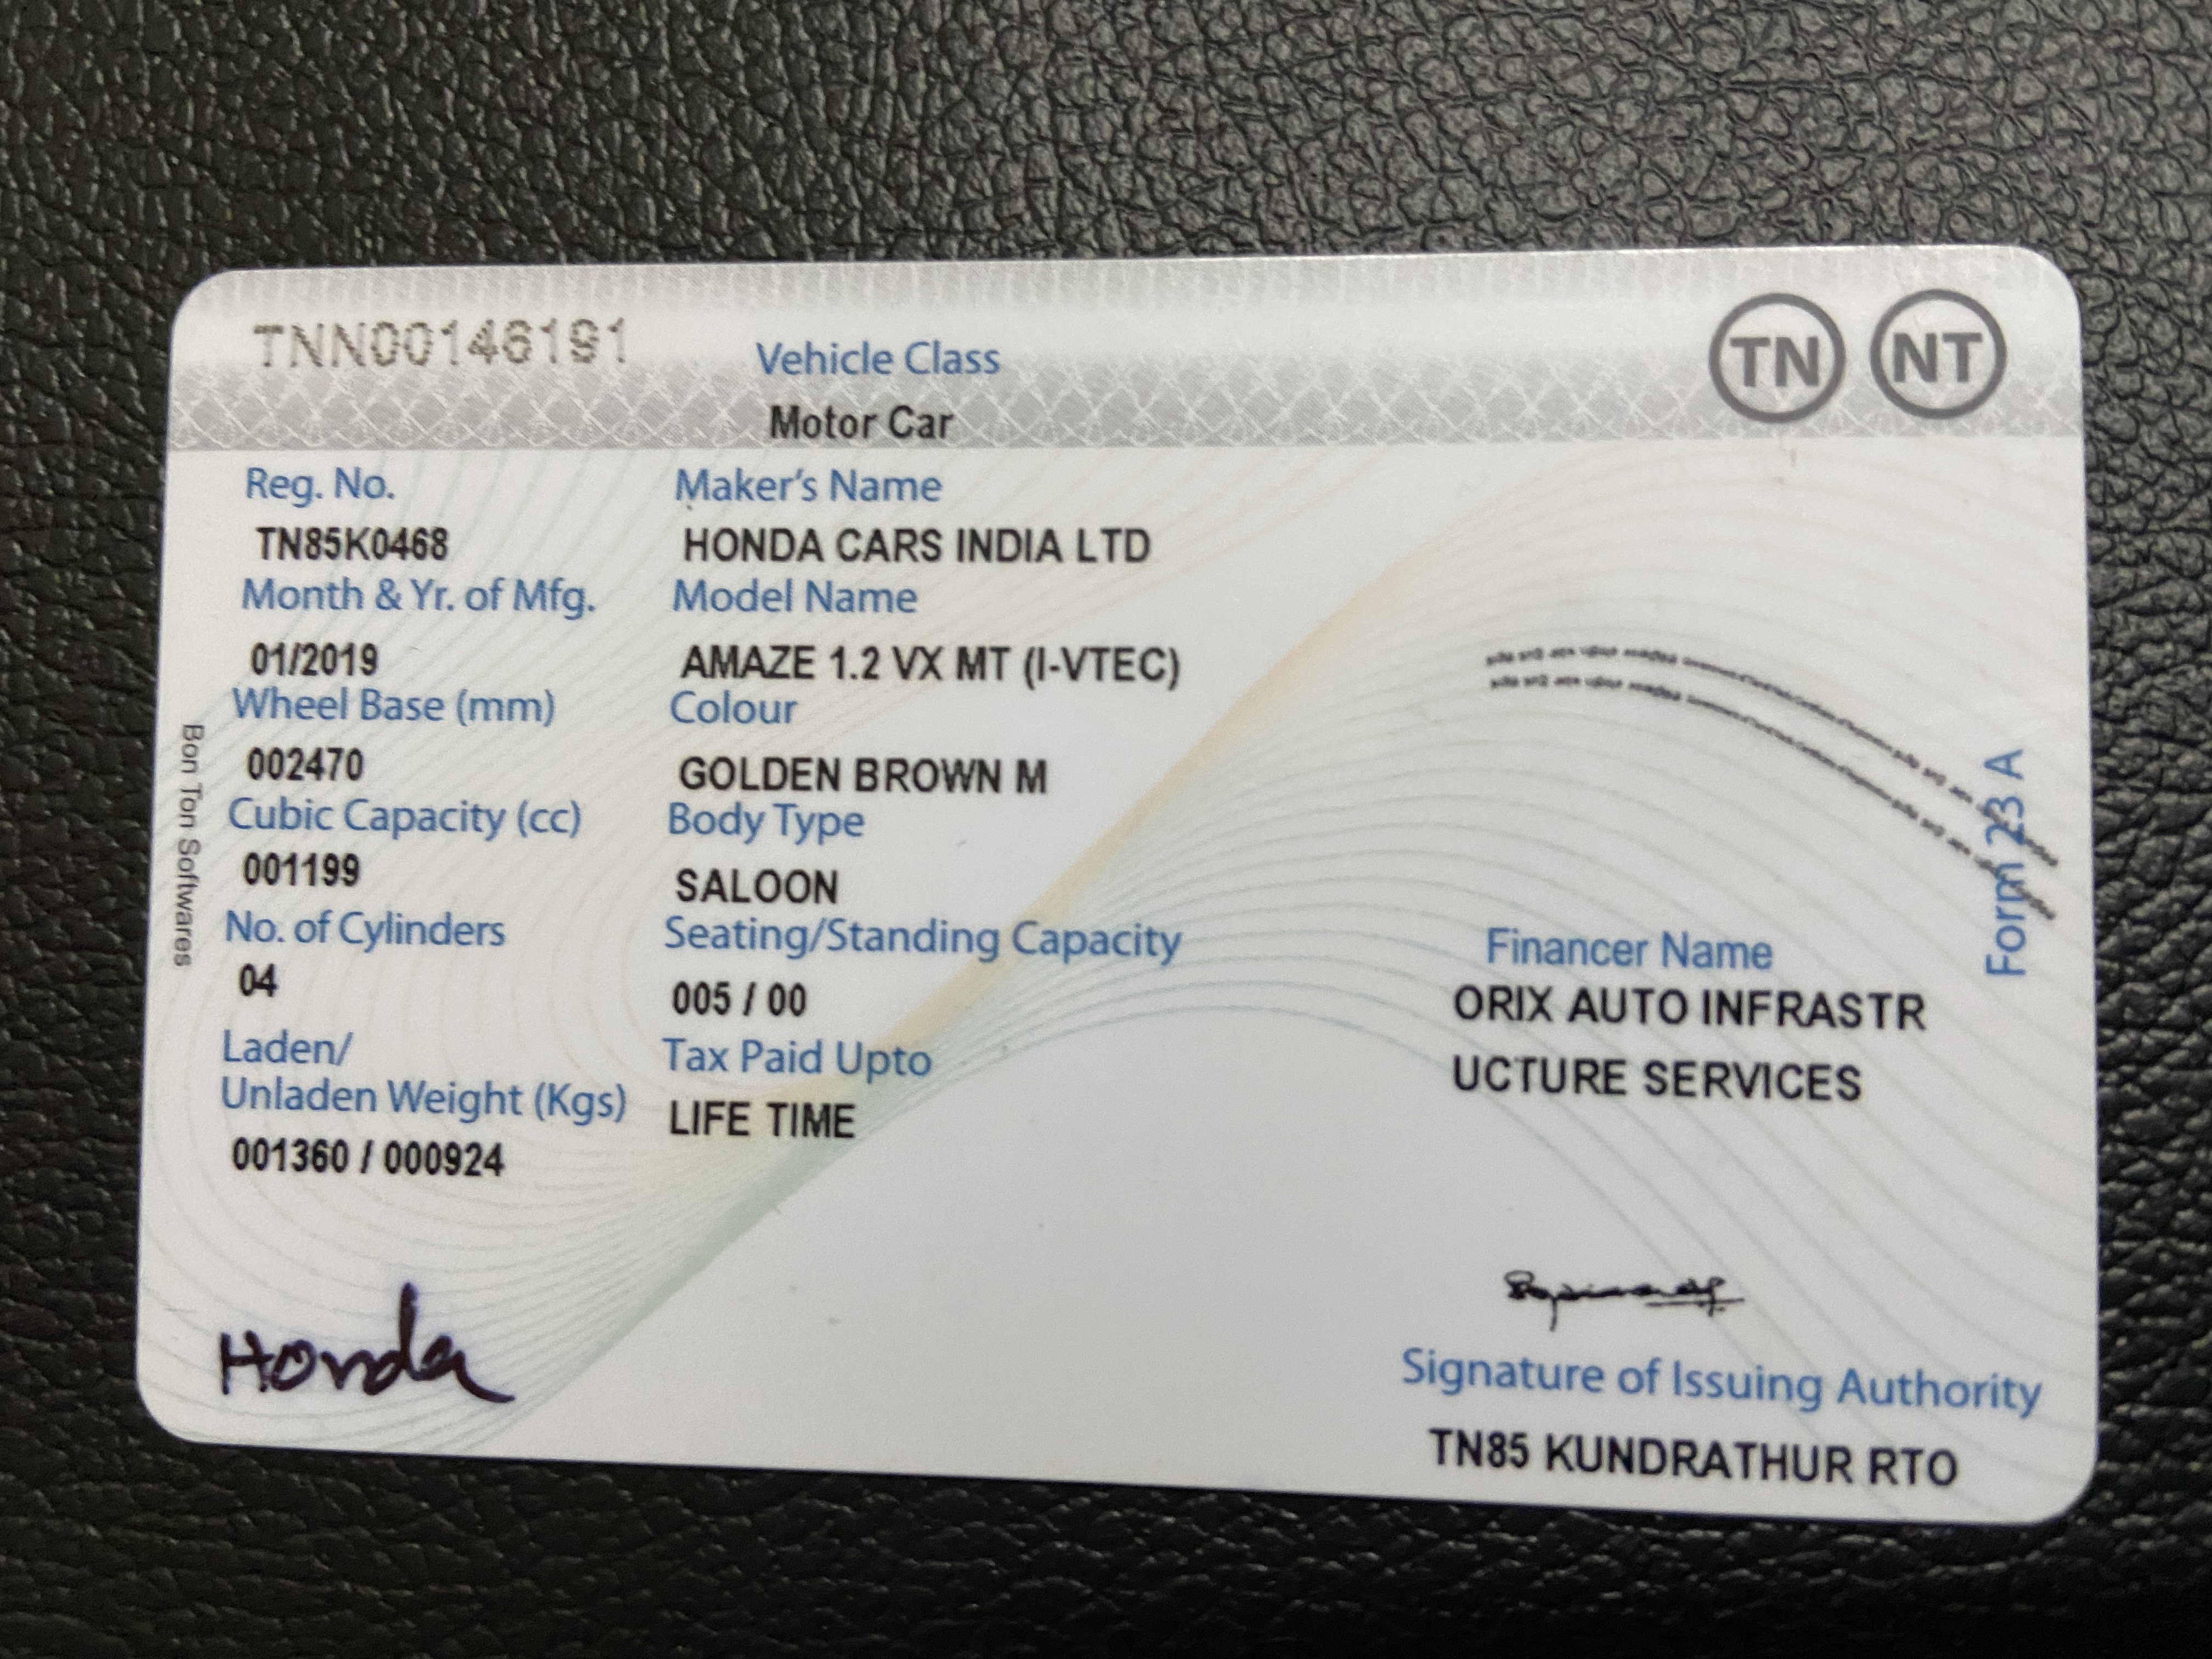 TNN00146191
Vehicle Class
Motor Car
TN
NT
Reg. No.
TN85K0468
Month & Yr. of Mfg.
01/2019
Wheel Base (mm)
002470
Cubic Capacity (cc)
001199
No. of Cylinders
04
Laden/
Unladen Weight (Kgs)
001360 / 000924
Maker's Name
HONDA CARS INDIA LTD
Model Name
AMAZE 1.2 VX MT (I-VTEC)
Colour
GOLDEN BROWN M
Body Type
SALOON
Seating/Standing Capacity
005 / 00
Tax Paid Upto
LIFE TIME
Financer Name
ORIX AUTO INFRASTR
UCTURE SERVICES
Form 23 A
Signature of Issuing Authority
TN85 KUNDRATHUR RTO
Honda
Bon Ton Softwares